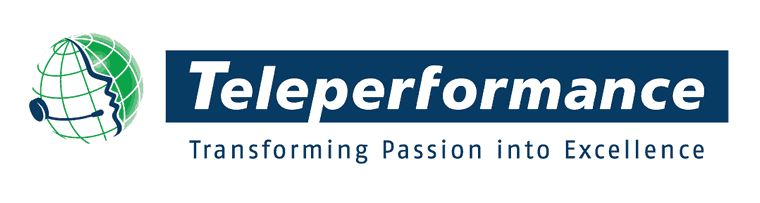 Teleperformance
Transforming Passion into Excellence